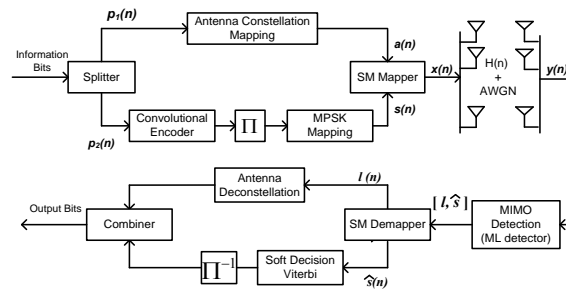 p₁(n)
Antenna Constellation
Mapping
a(n)
Information
Bits
Splitter
SM Mapper
x(n)
H(n)
+
AWGN
y(n)
s(n)
Convolutional
Encoder
Π
MPSK
Mapping
p₂(n)
Antenna
Deconstellation
l(n)
Output Bits
Combiner
SM Demapper
[ l, ŝ ]
MIMO
Detection
(ML detector)
Π⁻¹
Soft Decision
Viterbi
ŝ(n)